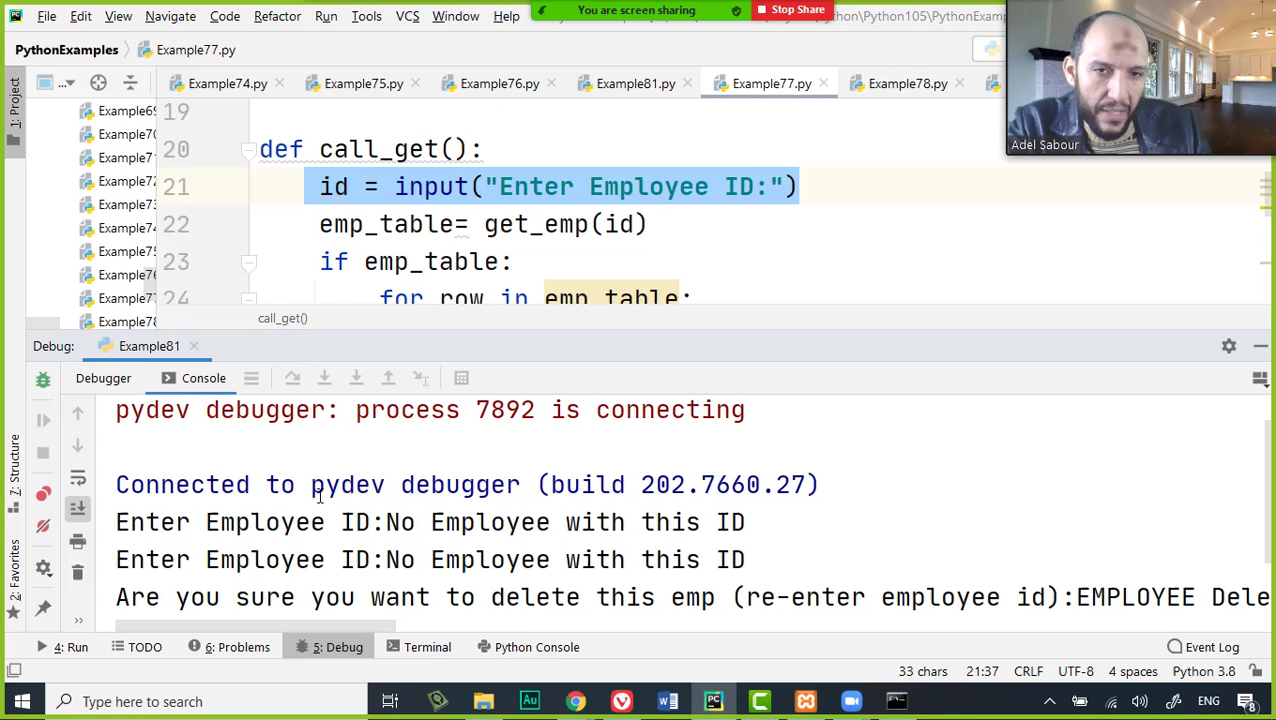 You are screen sharing
Stop Share
File Edit View Navigate Code Refactor Run Tools VCS Window Help
PythonExamples Example77.py
Adel Sabour
Example74.py Example75.py Example76.py Example81.py Example77.py Example78.py
1: Project
Example69
Example70
Example71
Example72
Example73
Example74
Example75
Example76
Example77
Example78
19
20 def call_get():
21 id = input("Enter Employee ID:")
22 emp_table= get_emp(id)
23 if emp_table:
24 for row in emp_table:
call_get()
Debug: Example81
Debugger Console
pydev debugger: process 7892 is connecting
Connected to pydev debugger (build 202.7660.27)
Enter Employee ID:No Employee with this ID
Enter Employee ID:No Employee with this ID
Are you sure you want to delete this emp (re-enter employee id):EMPLOYEE Dele
7: Structure
2: Favorites
4: Run TODO 6: Problems 5: Debug Terminal Python Console Event Log
33 chars 21:37 CRLF UTF-8 4 spaces Python 3.8
Type here to search
ENG
8